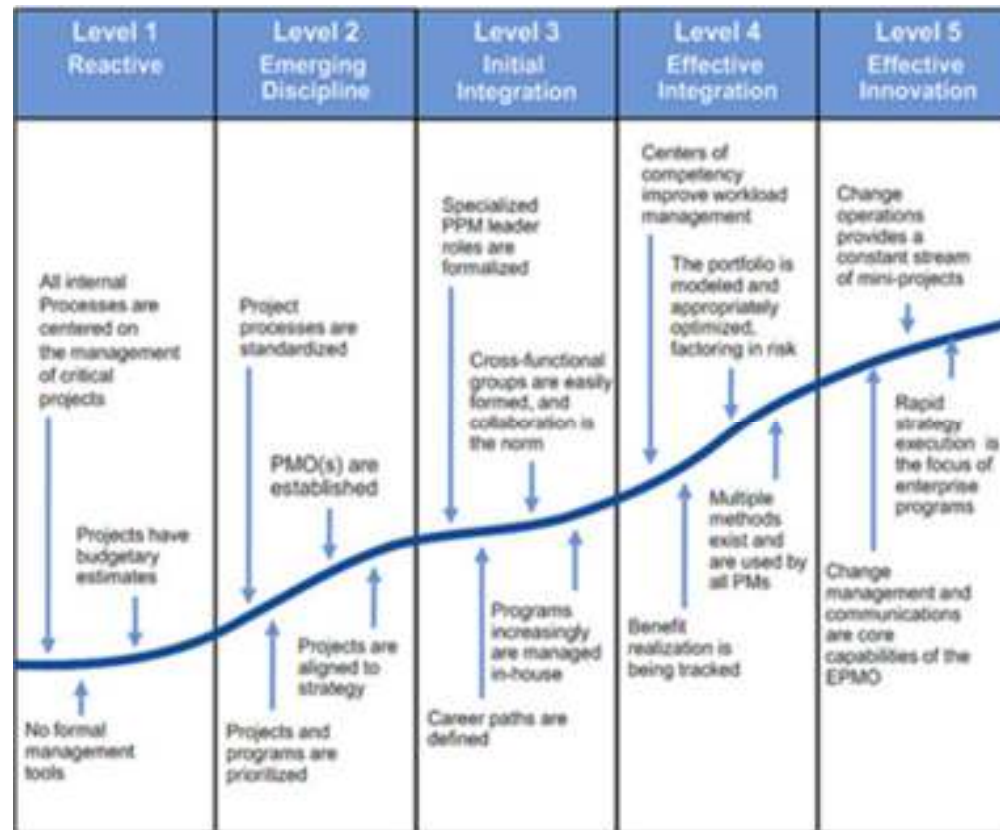 Level 1
Reactive
Level 2
Emerging
Discipline
Level 3
Initial
Integration
Level 4
Effective
Integration
Level 5
Effective
Innovation
All internal
Processes are
centered on
the management
of critical
projects
Projects have
budgetary
estimates
No formal
management
tools
Project
processes are
standardized
PMO(s) are
established
Projects are
aligned to
strategy
Projects and
programs are
prioritized
Specialized
PPM leader
roles are
formalized
Cross-functional
groups are easily
formed, and
collaboration is
the norm
Programs
increasingly
are managed
in-house
Career paths are
defined
Centers of
competency
improve workload
management
The portfolio is
modeled and
appropriately
optimized,
factoring in risk
Multiple
methods
exist and
are used by
all PMs
Benefit
realization is
being tracked
Change
operations
provides a
constant stream
of mini-projects
Rapid
strategy
execution is
the focus of
enterprise
programs
Change
management and
communications
are core
capabilities of the
EPMO